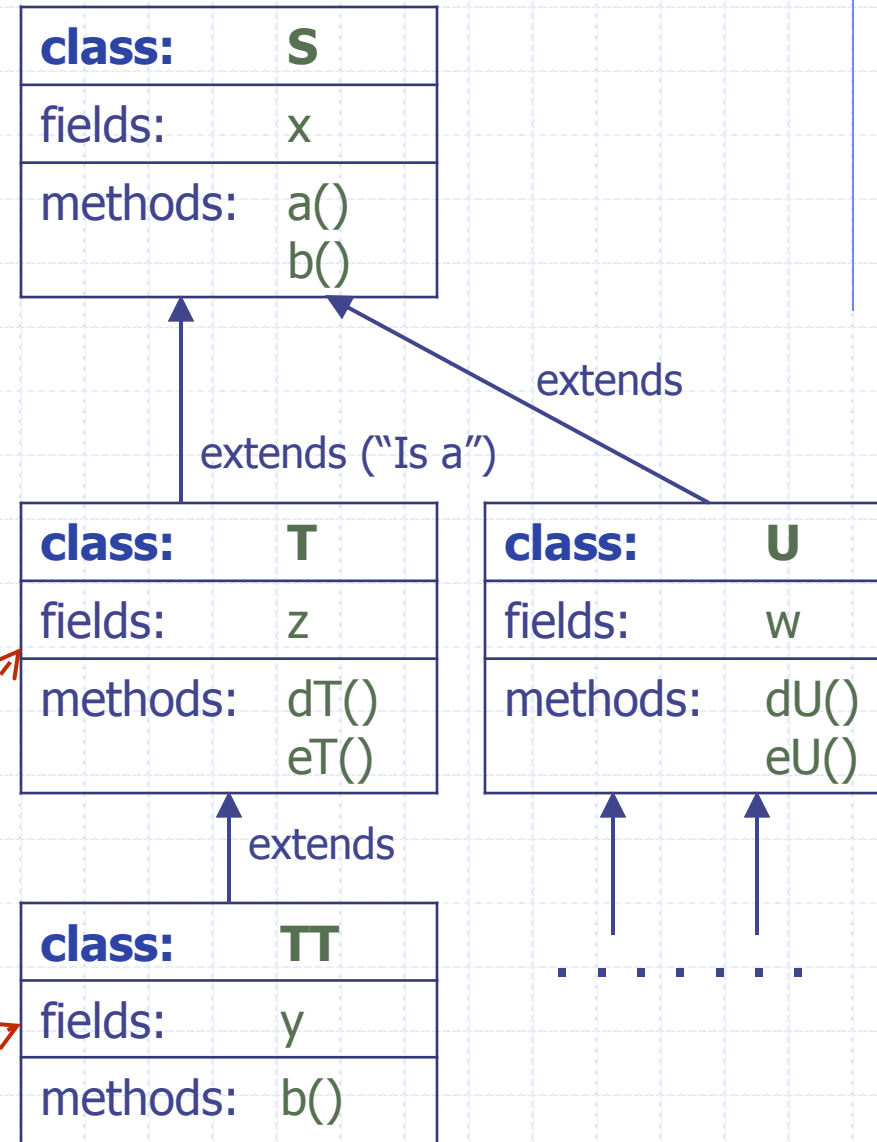 class: S
fields: x
methods: a()
b()
extends
extends (“Is a”)
class: T
fields: z
methods: dT()
eT()
class: U
fields: w
methods: dU()
eU()
extends
class: TT
fields: y
methods: b()
. . . . . . .